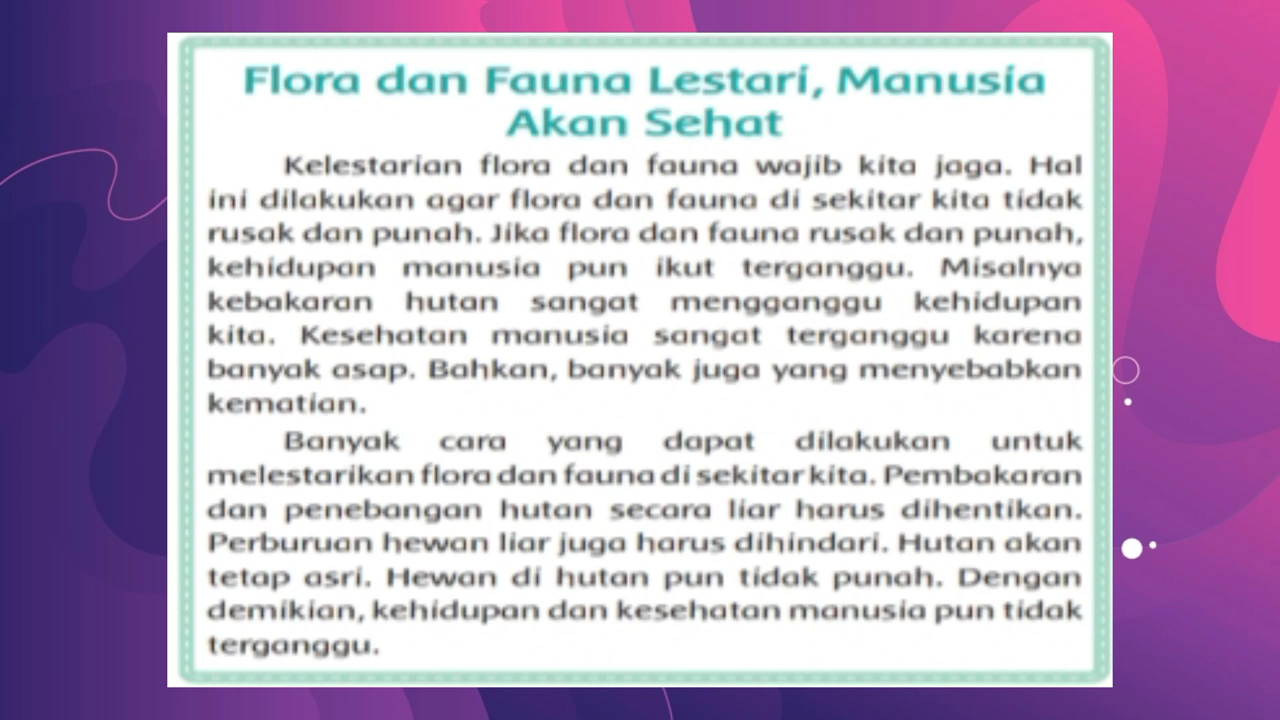 Flora dan Fauna Lestari, Manusia
Akan Sehat
Kelestarian flora dan fauna wajib kita jaga. Hal
ini dilakukan agar flora dan fauna di sekitar kita tidak
rusak dan punah. Jika flora dan fauna rusak dan punah,
kehidupan manusia pun ikut terganggu. Misalnya
kebakaran hutan sangat mengganggu kehidupan
kita. Kesehatan manusia sangat terganggu karena
banyak asap. Bahkan, banyak juga yang menyebabkan
kematian.
Banyak cara yang dapat dilakukan untuk
melestarikan flora dan fauna di sekitar kita. Pembakaran
dan penebangan hutan secara liar harus dihentikan.
Perburuan hewan liar juga harus dihindari. Hutan akan
tetap asri. Hewan di hutan pun tidak punah. Dengan
demikian, kehidupan dan kesehatan manusia pun tidak
terganggu.